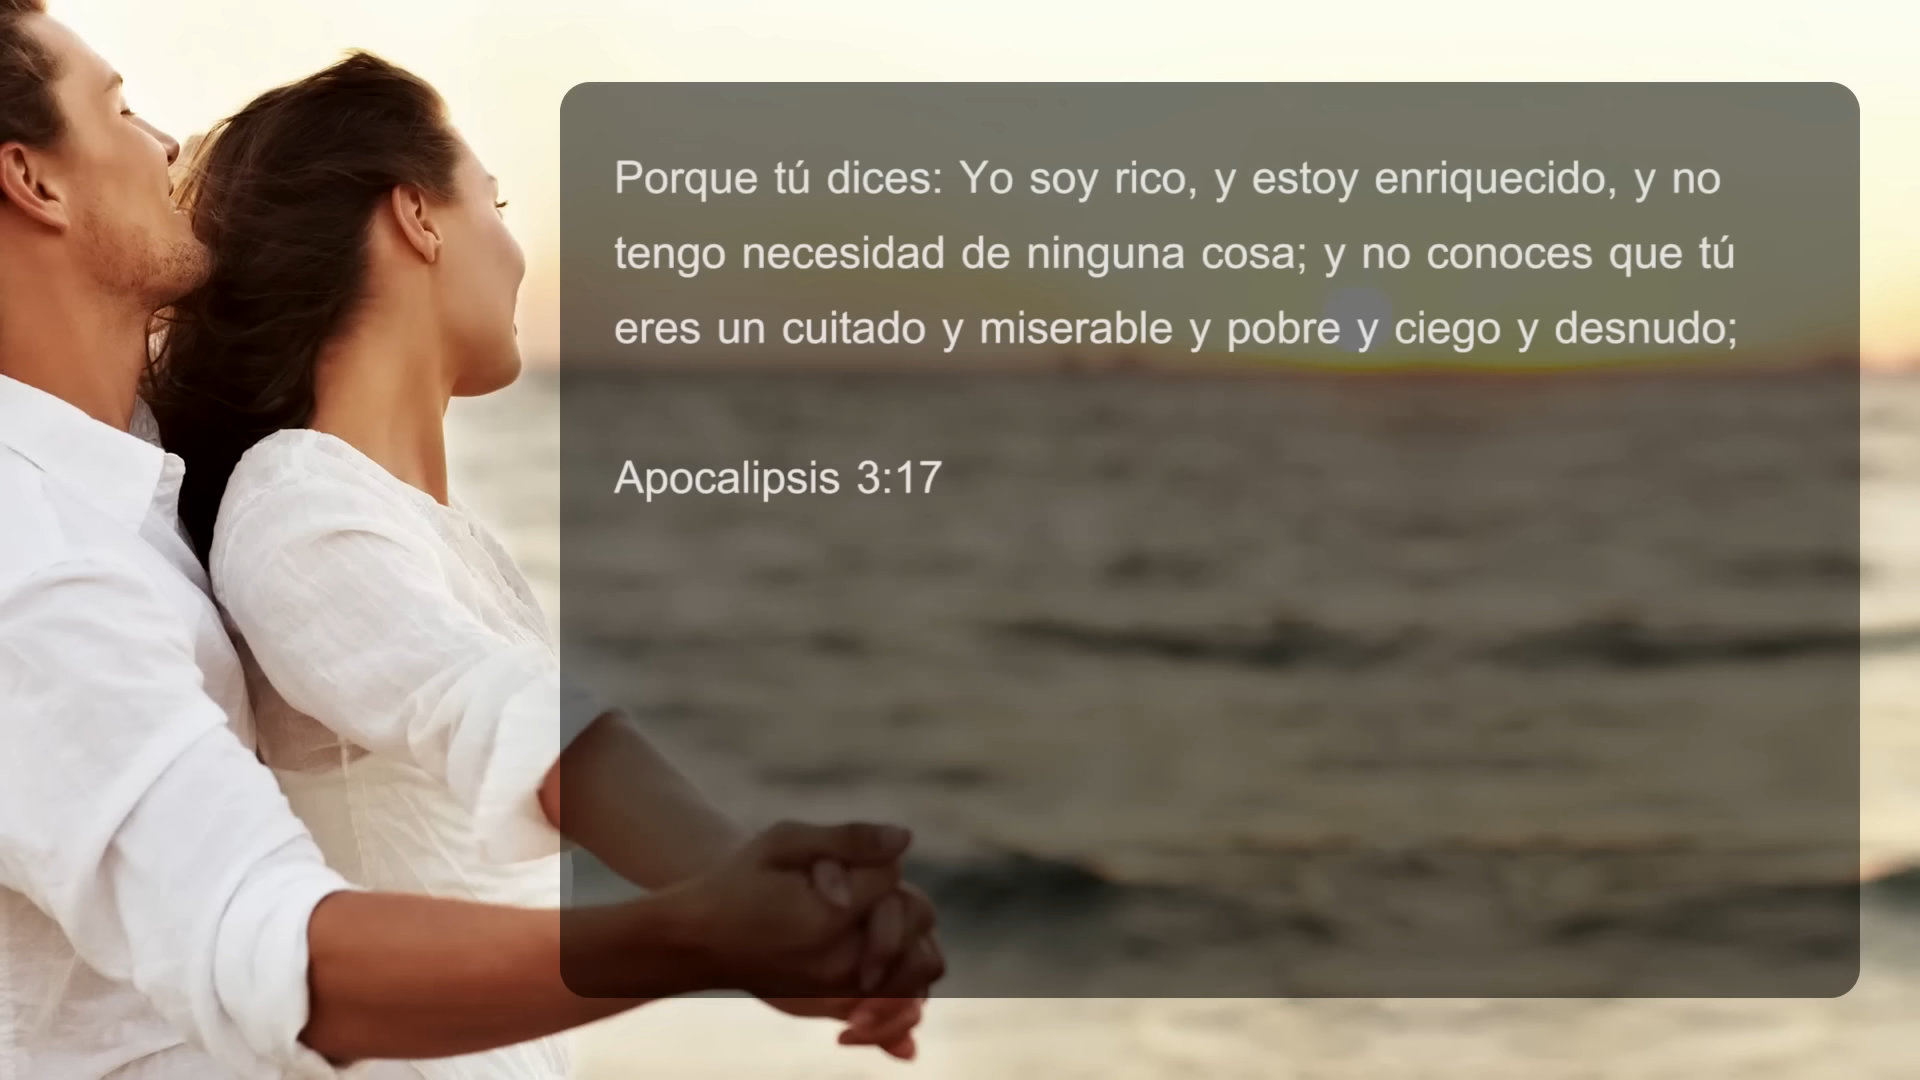 Porque tú dices: Yo soy rico, y estoy enriquecido, y no
tengo necesidad de ninguna cosa; y no conoces que tú
eres un cuitado y miserable y pobre y ciego y desnudo;
Apocalipsis 3:17